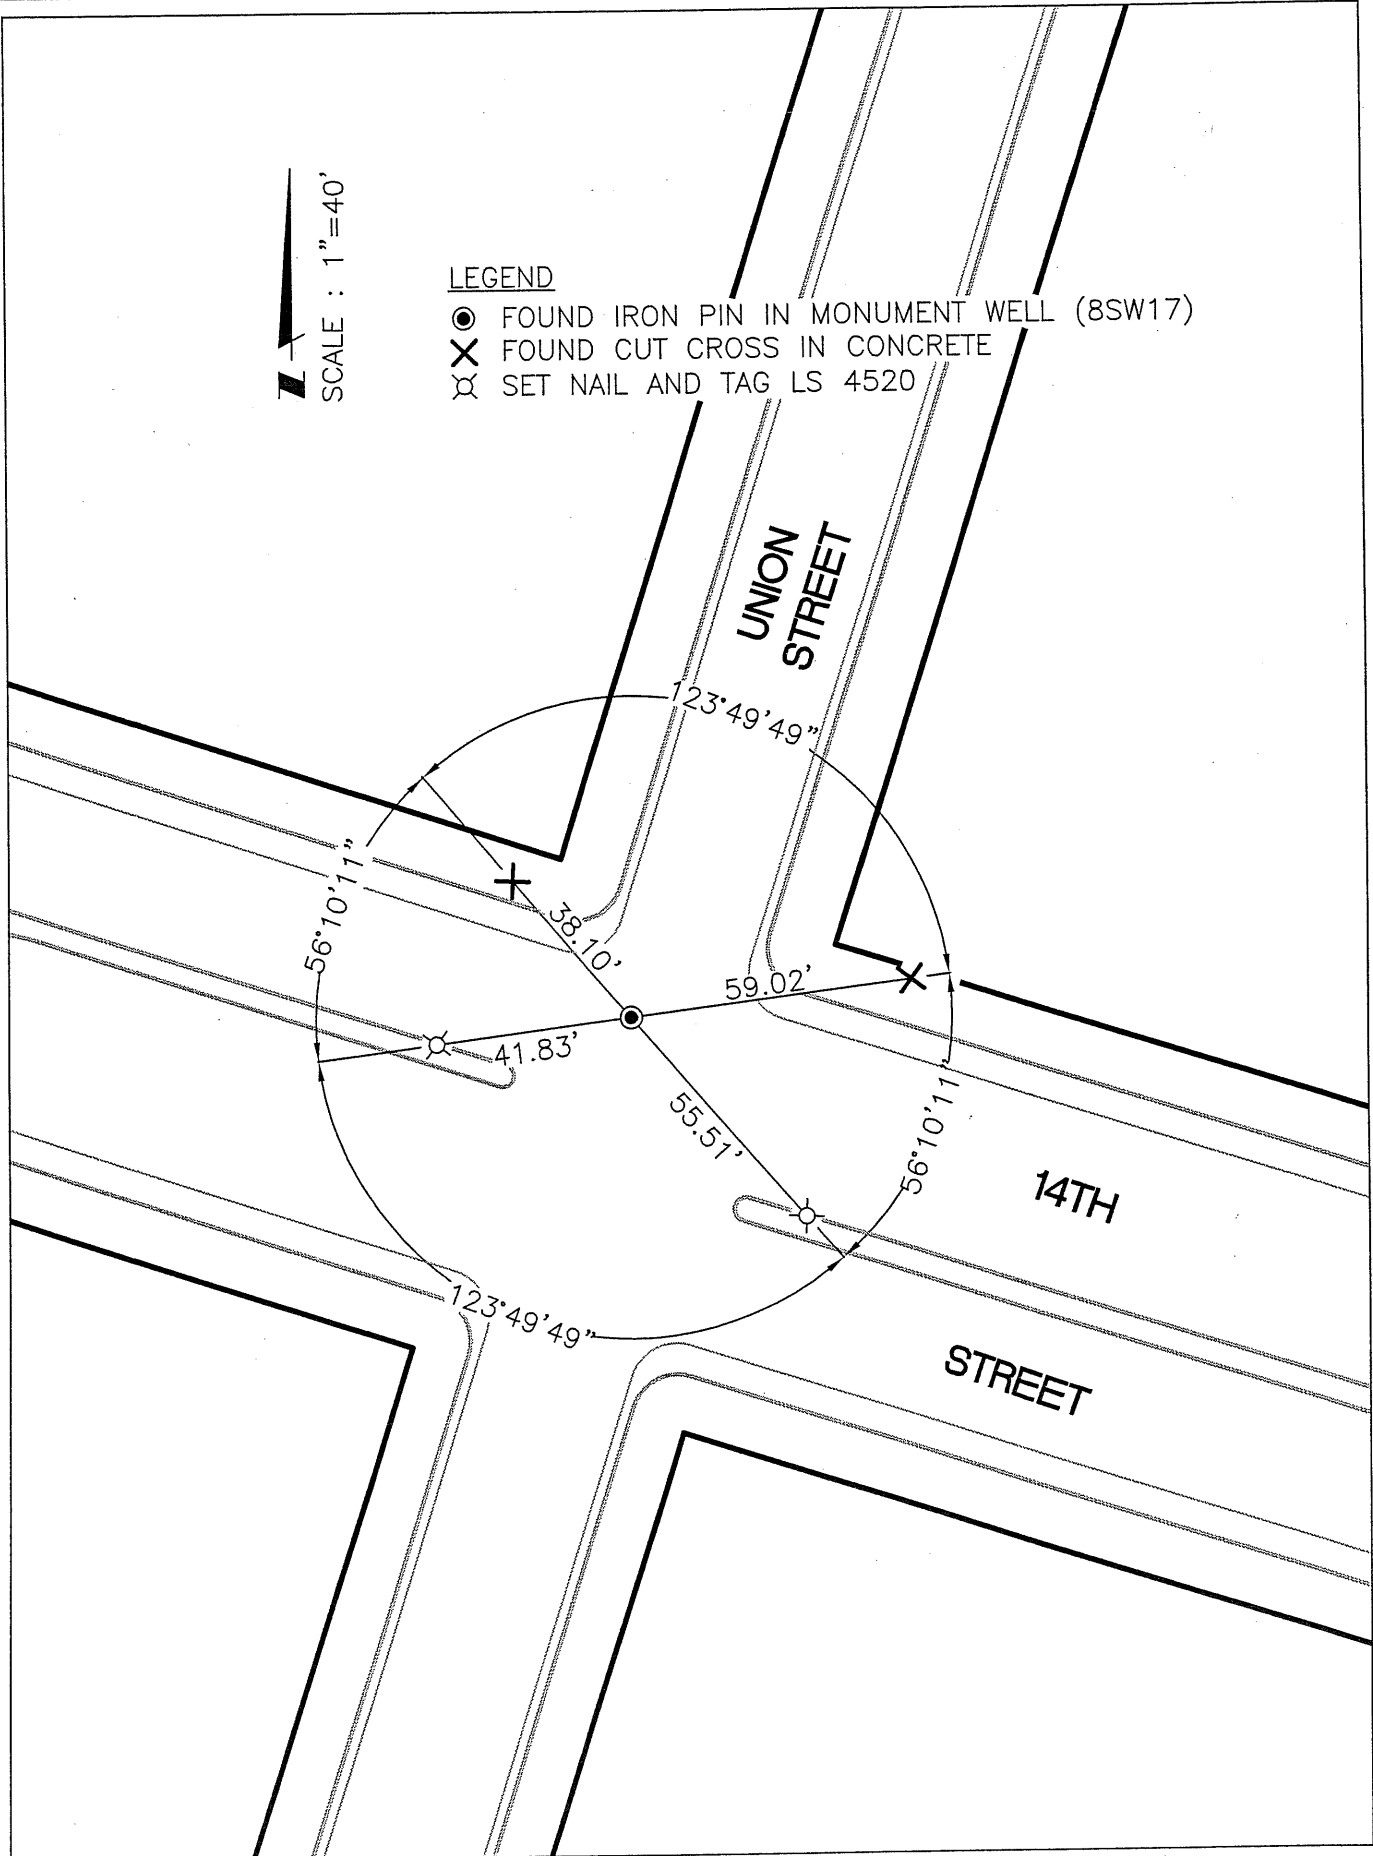 N
SCALE : 1"=40'
LEGEND
FOUND IRON PIN IN MONUMENT WELL (8SW17)
FOUND CUT CROSS IN CONCRETE
SET NAIL AND TAG LS 4520
UNION
STREET
123°49'49"
56°10'11"
38.10'
59.02'
41.83'
55.51'
56°10'11"
14TH
123°49'49"
STREET